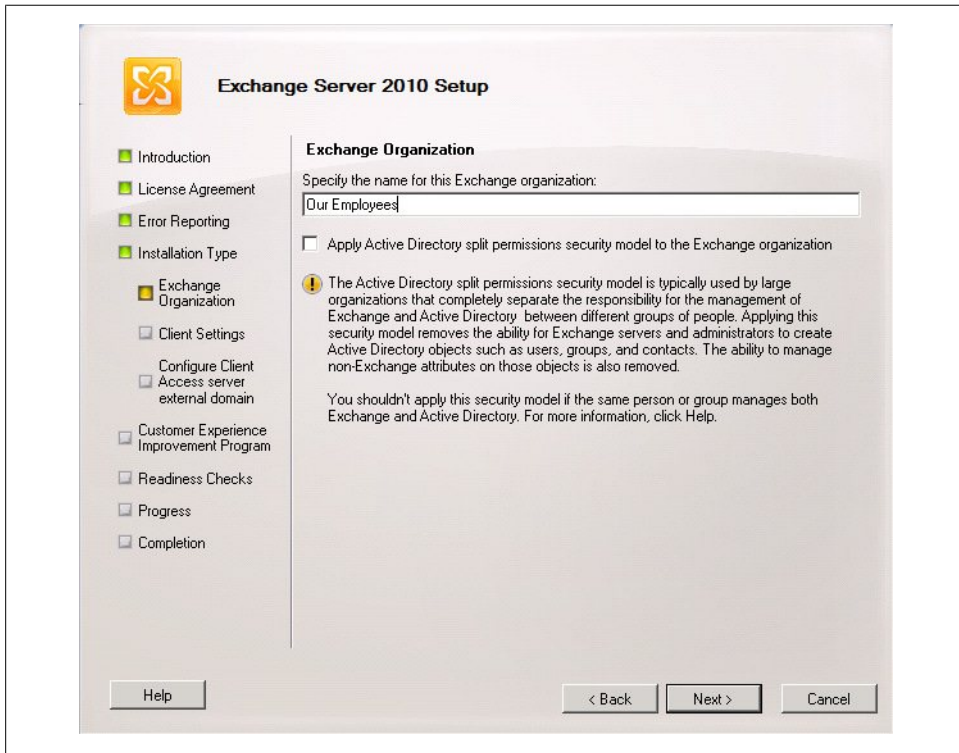 Exchange Server 2010 Setup
Introduction
License Agreement
Error Reporting
Installation Type
Exchange
Organization
Client Settings
Configure Client
Access server
external domain
Customer Experience
Improvement Program
Readiness Checks
Progress
Completion
Exchange Organization
Specify the name for this Exchange organization:
Our Employees
Apply Active Directory split permissions security model to the Exchange organization
The Active Directory split permissions security model is typically used by large
organizations that completely separate the responsibility for the management of
Exchange and Active Directory between different groups of people. Applying this
security model removes the ability for Exchange servers and administrators to create
Active Directory objects such as users, groups, and contacts. The ability to manage
non-Exchange attributes on those objects is also removed.
You shouldn't apply this security model if the same person or group manages both
Exchange and Active Directory. For more information, click Help.
Help
< Back
Next >
Cancel